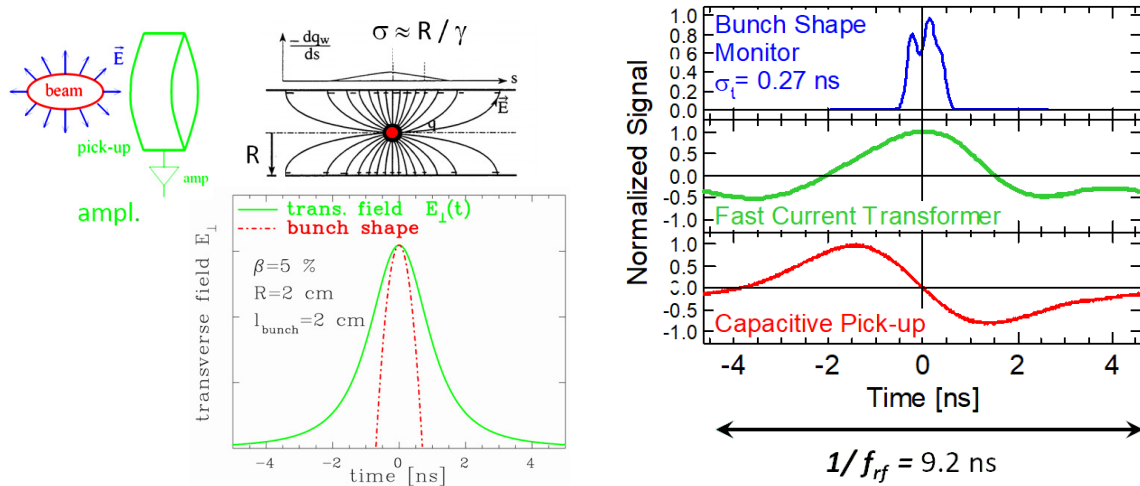 E⃗
beam
pick-up
amp
ampl.
σ ≈ R / γ
- dq_w
ds
s
E⃗
q
R
trans. field E⊥(t)
bunch shape
β=5 %
R=2 cm
l_bunch=2 cm
transverse field E⊥
-4 -2 0 2 4
time [ns]
Normalized Signal
1.0
0.8
0.6
0.4
0.2
0.0
Bunch Shape
Monitor
σ_t= 0.27 ns
1.0
0.5
0.0
-0.5
-1.0
Fast Current Transformer
1.0
0.5
0.0
-0.5
-1.0
Capacitive Pick-up
-4 -2 0 2 4
Time [ns]
1/ f_rf = 9.2 ns